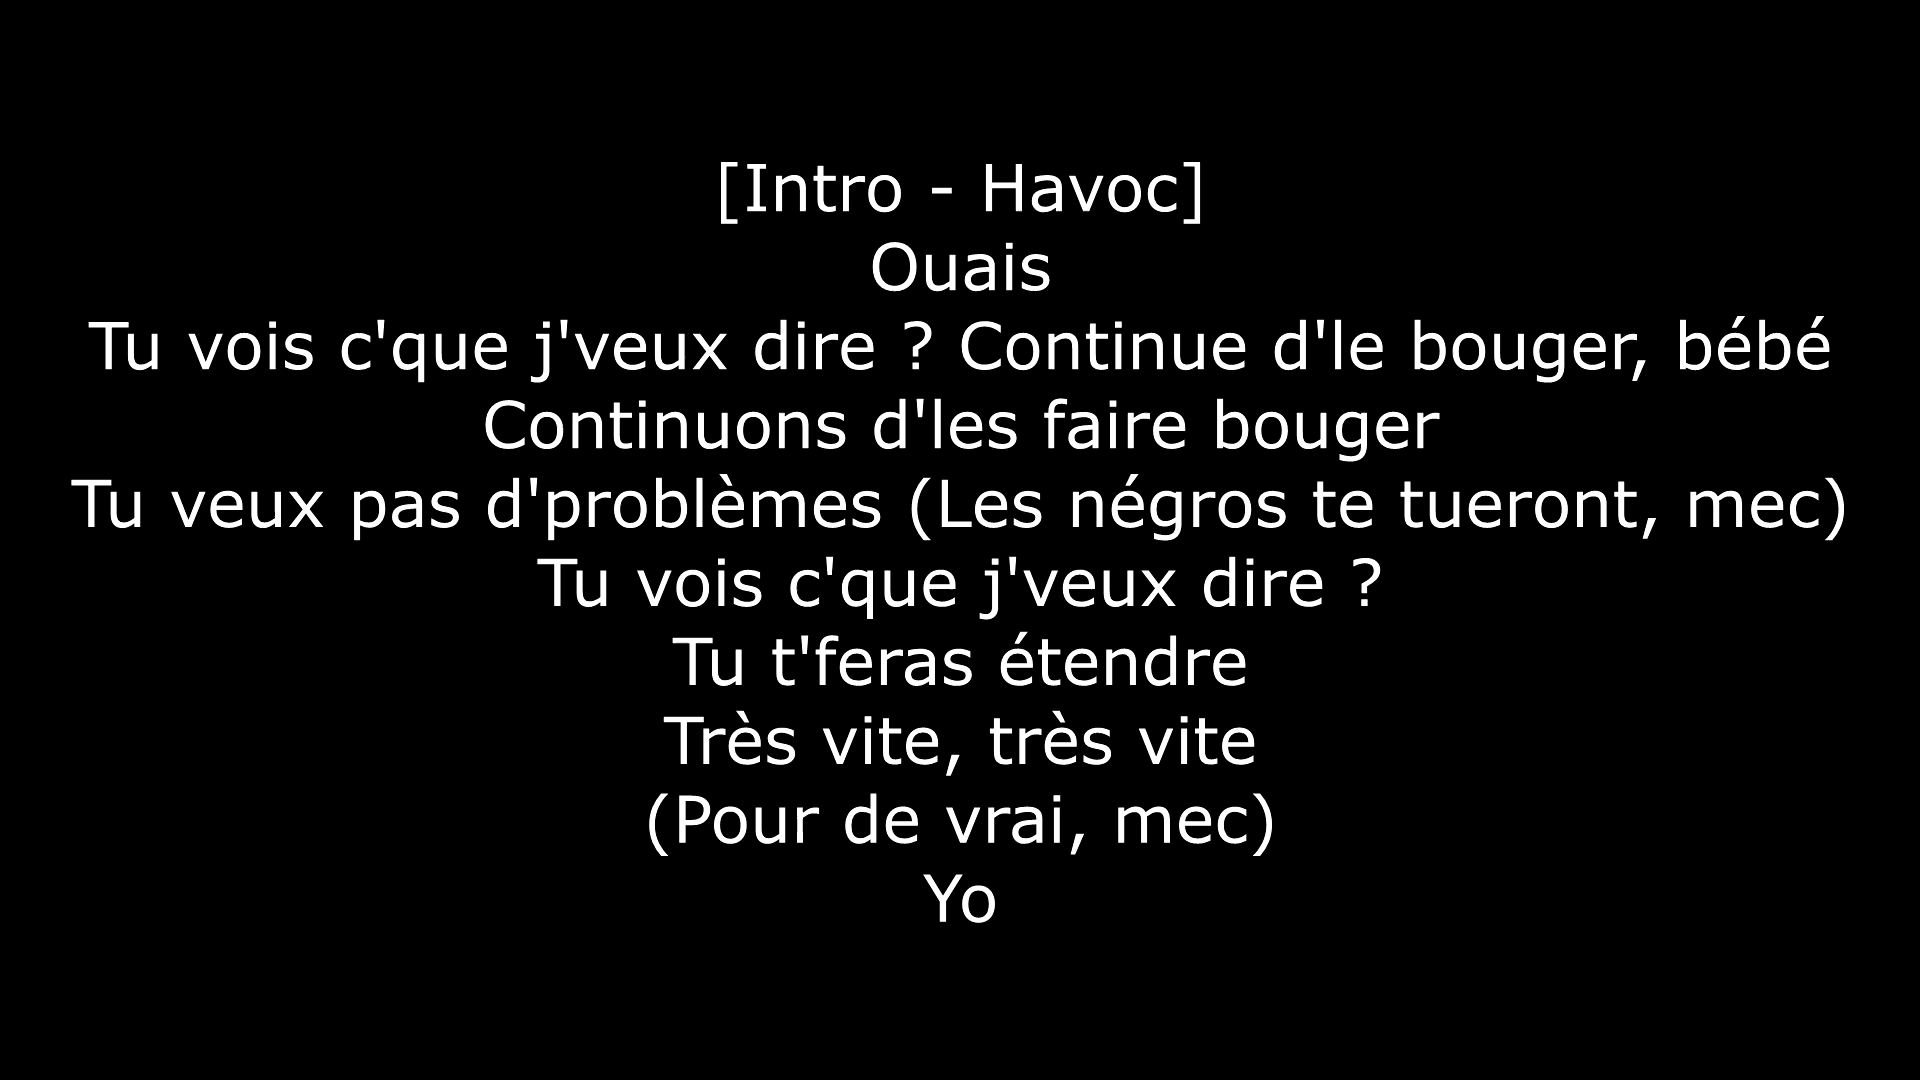 [Intro - Havoc]
Ouais
Tu vois c'que j'veux dire ? Continue d'le bouger, bébé
Continuons d'les faire bouger
Tu veux pas d'problèmes (Les négros te tueront, mec)
Tu vois c'que j'veux dire ?
Tu t'feras étendre
Très vite, très vite
(Pour de vrai, mec)
Yo